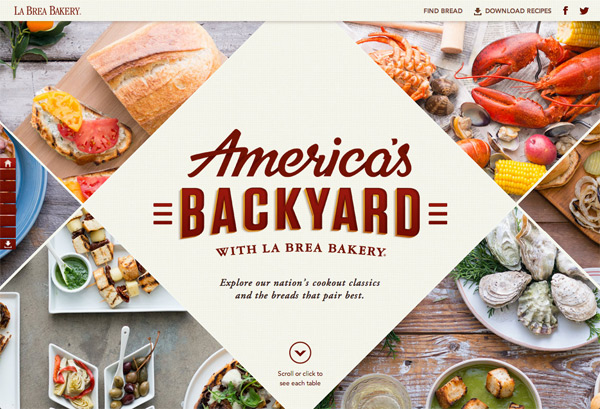 LA BREA BAKERY.
FIND BREAD
DOWNLOAD RECIPES
America's
BACKYARD
WITH LA BREA BAKERY.
Explore our nation's cookout classics
and the breads that pair best.
Scroll or click to
see each table